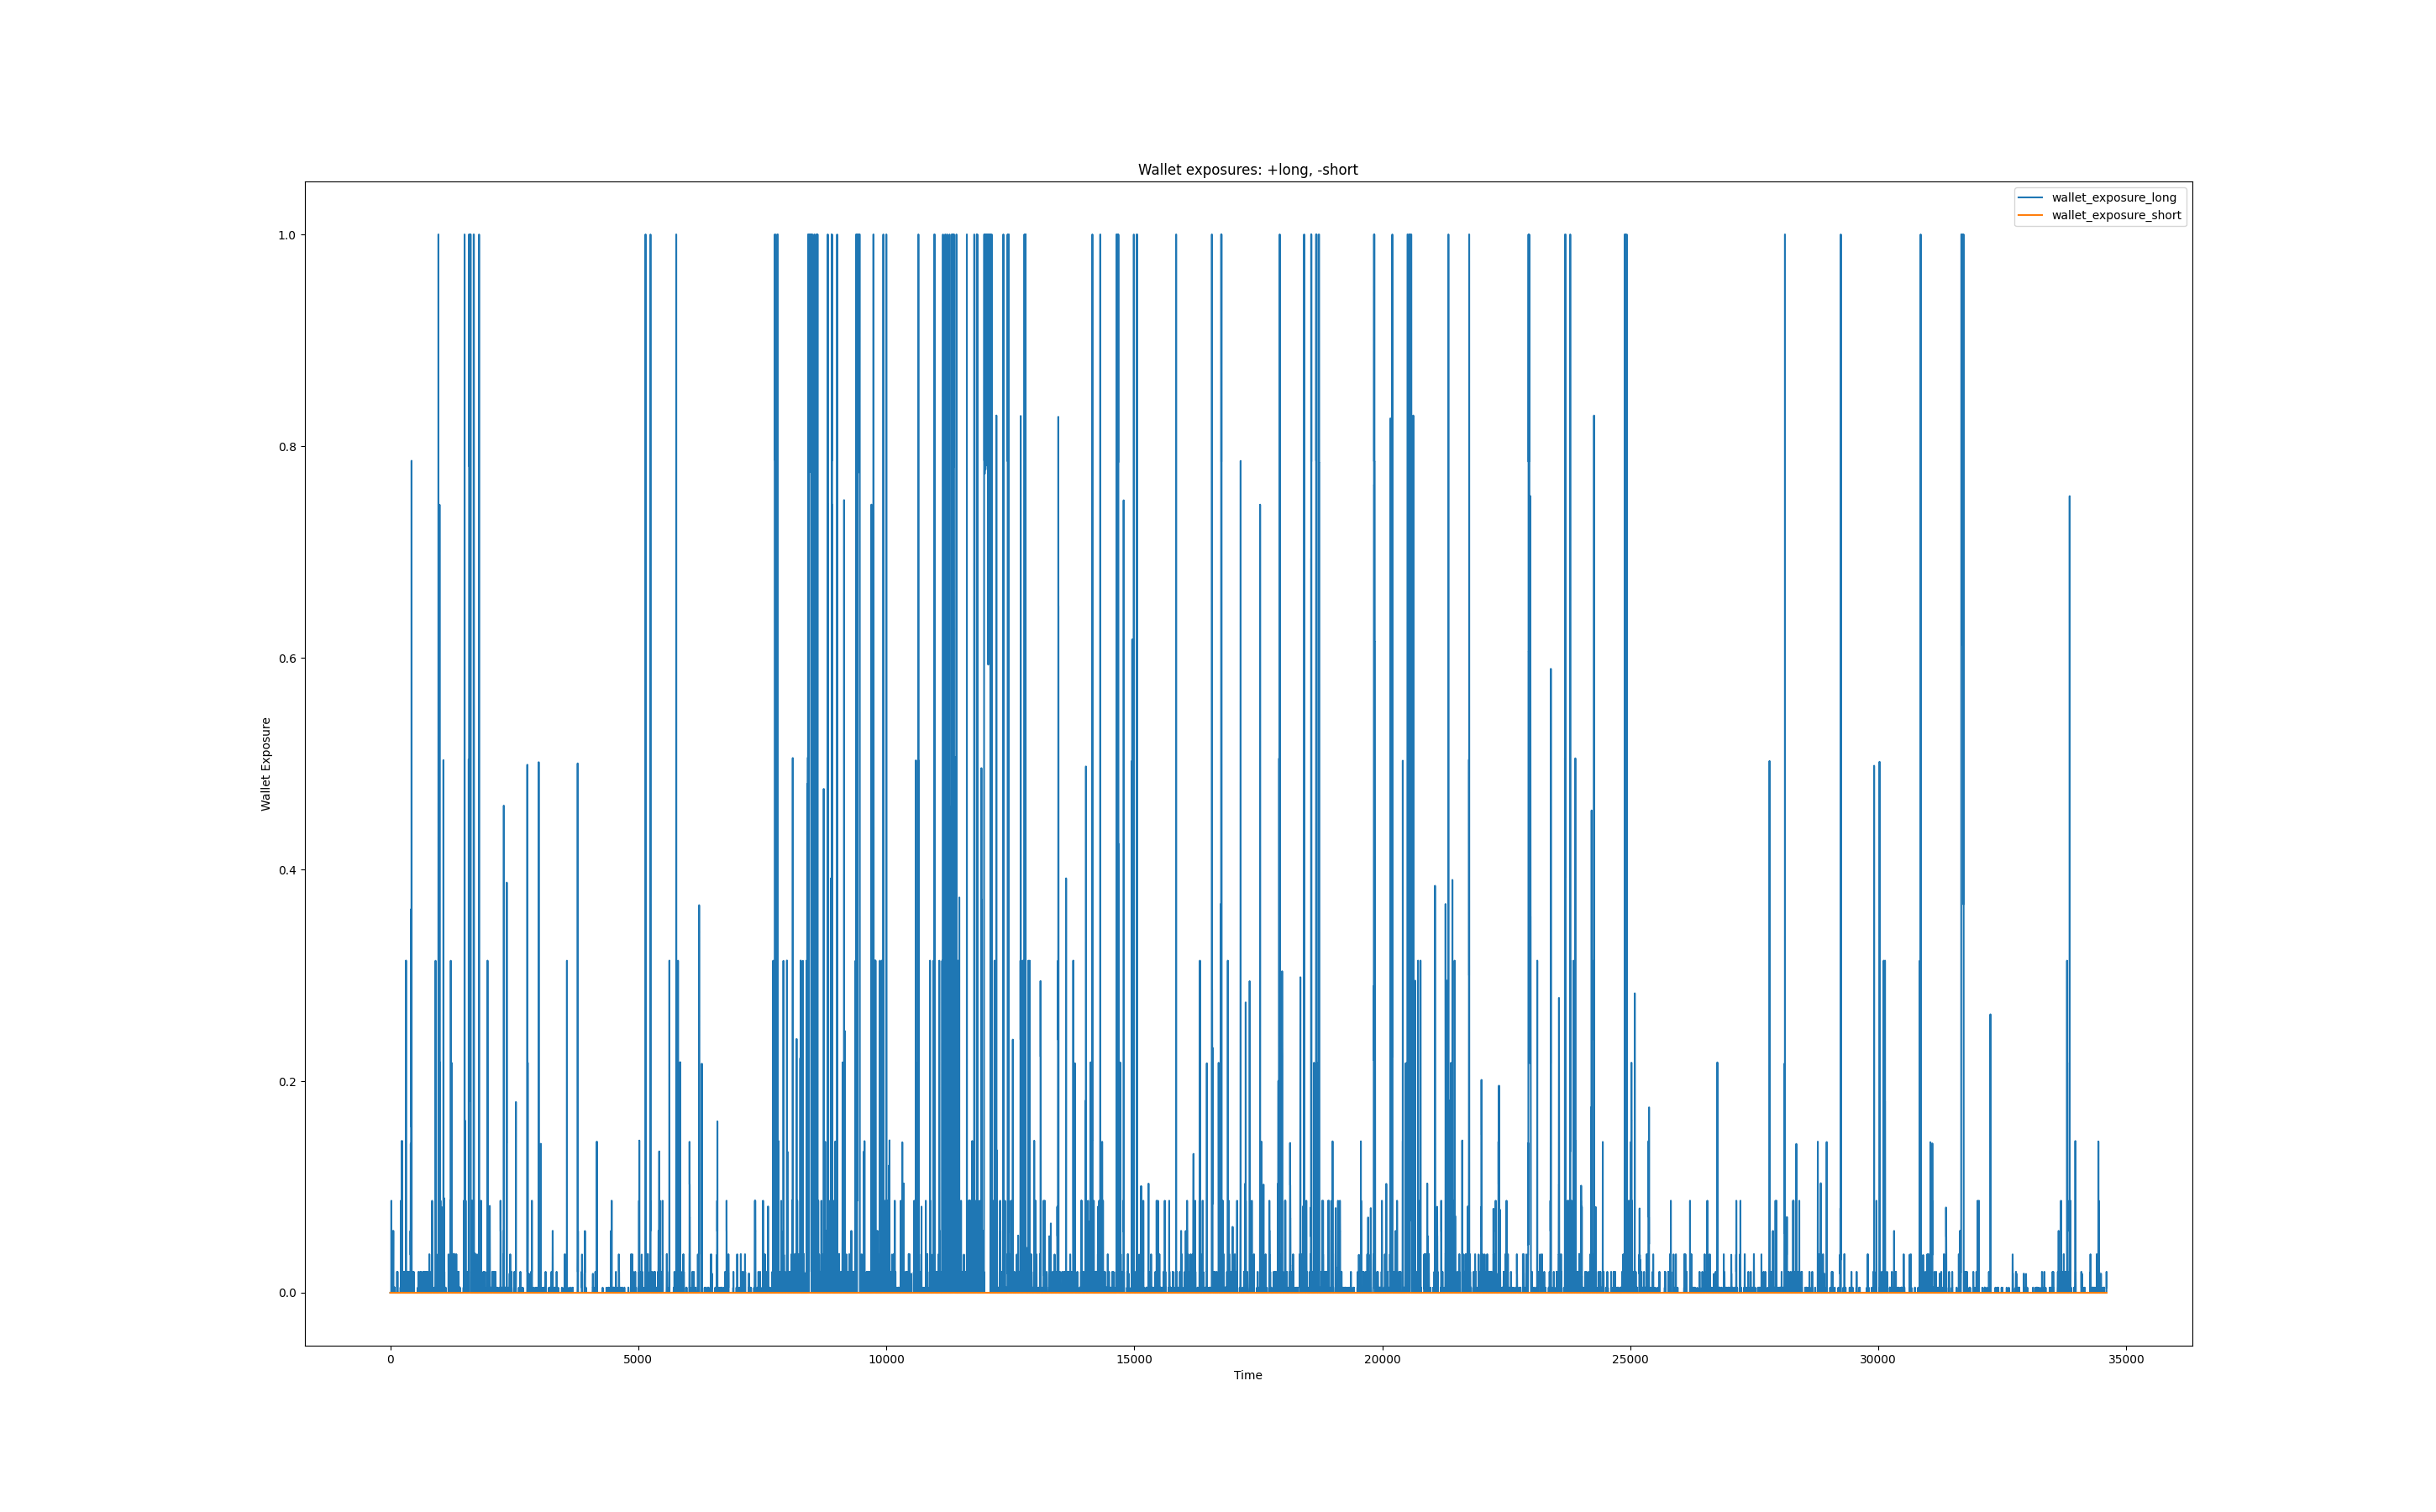 Wallet exposures: +long, -short
wallet_exposure_long
wallet_exposure_short
1.0
0.8
0.6
0.4
0.2
0.0
Wallet Exposure
0 5000 10000 15000 20000 25000 30000 35000
Time